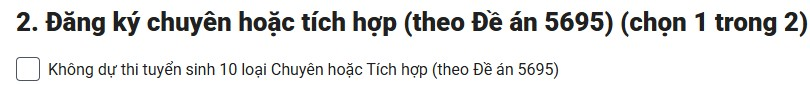 2. Đăng ký chuyên hoặc tích hợp (theo Đề án 5695) (chọn 1 trong 2)
Không dự thi tuyển sinh 10 loại Chuyên hoặc Tích hợp (theo Đề án 5695)